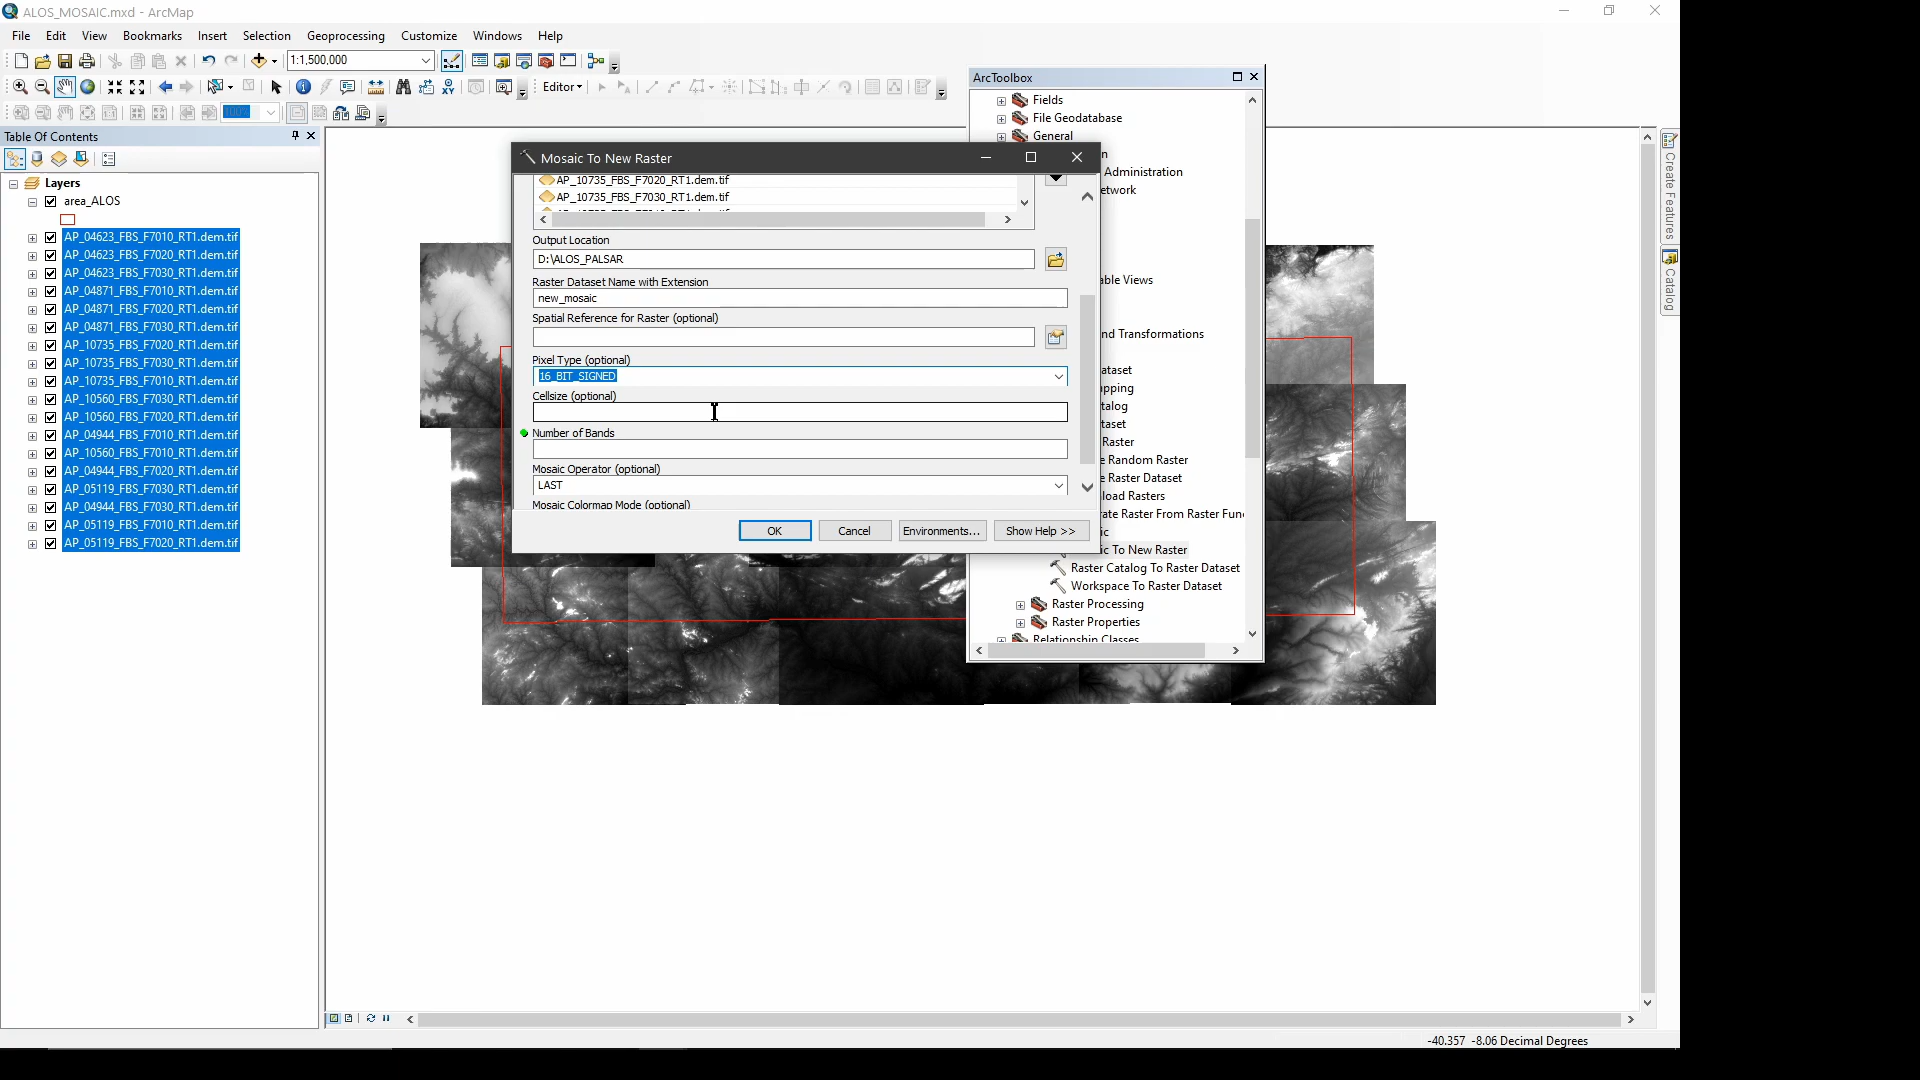 ALOS_MOSAIC.mxd - ArcMap
File Edit View Bookmarks Insert Selection Geoprocessing Customize Windows Help
1:1,500,000
Editor
100%
Table Of Contents
Layers
area_ALOS
AP_04623_FBS_F7010_RT1.dem.tif
AP_04623_FBS_F7020_RT1.dem.tif
AP_04623_FBS_F7030_RT1.dem.tif
AP_04871_FBS_F7010_RT1.dem.tif
AP_04871_FBS_F7020_RT1.dem.tif
AP_04871_FBS_F7030_RT1.dem.tif
AP_10735_FBS_F7020_RT1.dem.tif
AP_10735_FBS_F7030_RT1.dem.tif
AP_10735_FBS_F7010_RT1.dem.tif
AP_10560_FBS_F7030_RT1.dem.tif
AP_10560_FBS_F7020_RT1.dem.tif
AP_04944_FBS_F7010_RT1.dem.tif
AP_10560_FBS_F7010_RT1.dem.tif
AP_04944_FBS_F7020_RT1.dem.tif
AP_05119_FBS_F7030_RT1.dem.tif
AP_04944_FBS_F7030_RT1.dem.tif
AP_05119_FBS_F7010_RT1.dem.tif
AP_05119_FBS_F7020_RT1.dem.tif
Mosaic To New Raster
AP_10735_FBS_F7020_RT1.dem.tif
AP_10735_FBS_F7030_RT1.dem.tif
Output Location
D:\ALOS_PALSAR
Raster Dataset Name with Extension
new_mosaic
Spatial Reference for Raster (optional)
Pixel Type (optional)
16_BIT_SIGNED
Cellsize (optional)
Number of Bands
Mosaic Operator (optional)
LAST
Mosaic Colormap Mode (optional)
OK Cancel Environments... Show Help >>
ArcToolbox
Fields
File Geodatabase
General
n
Administration
etwork
able Views
nd Transformations
ataset
pping
talog
taset
Raster
e Random Raster
e Raster Dataset
load Rasters
rate Raster From Raster Fun
ic
ic To New Raster
Raster Catalog To Raster Dataset
Workspace To Raster Dataset
Raster Processing
Raster Properties
Relationship Classes
Create Features
Catalog
-40.357 -8.06 Decimal Degrees